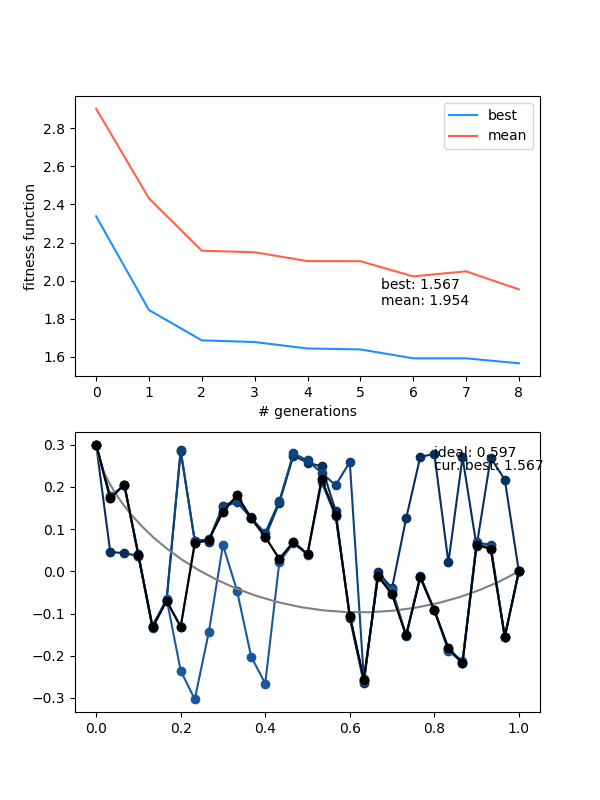 2.8
2.6
2.4
2.2
2.0
1.8
1.6
fitness function
best
mean
best: 1.567
mean: 1.954
0 1 2 3 4 5 6 7 8
# generations
0.3
0.2
0.1
0.0
−0.1
−0.2
−0.3
ideal: 0.597
cur. best: 1.567
0.0 0.2 0.4 0.6 0.8 1.0